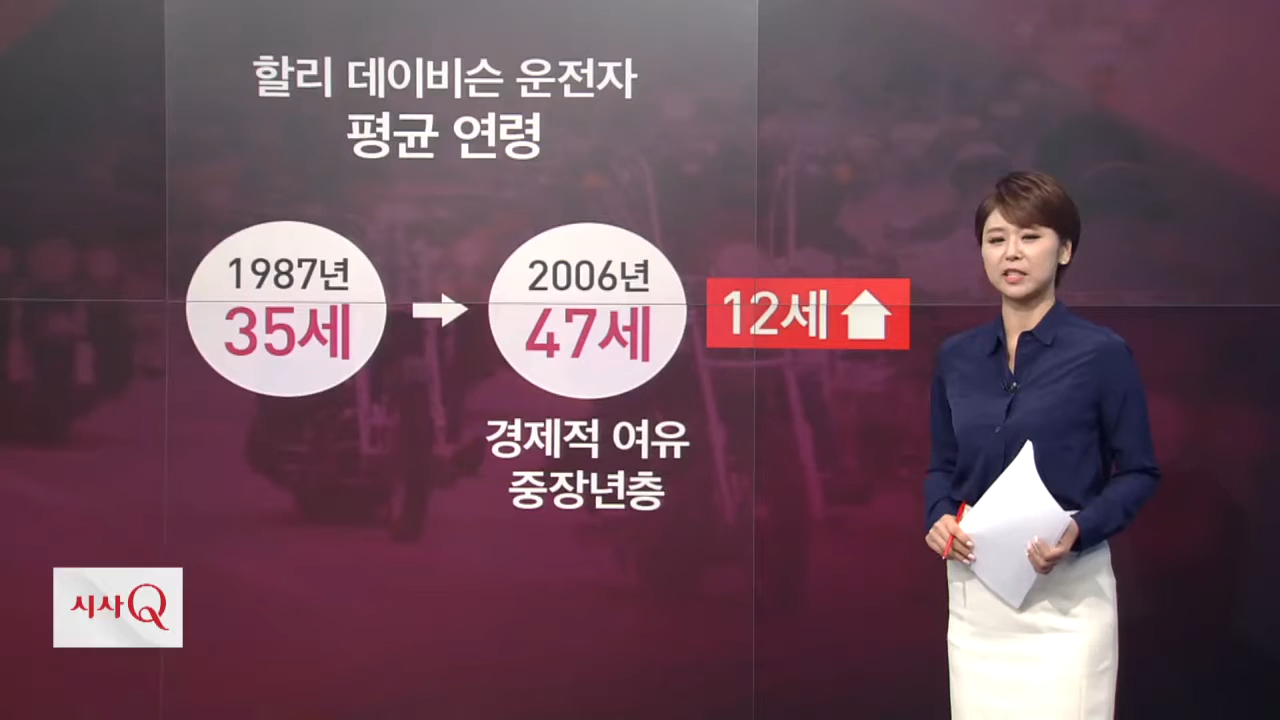 할리 데이비슨 운전자
평균 연령
1987년
35세
2006년
47세
12세
경제적 여유
중장년층
시사Q